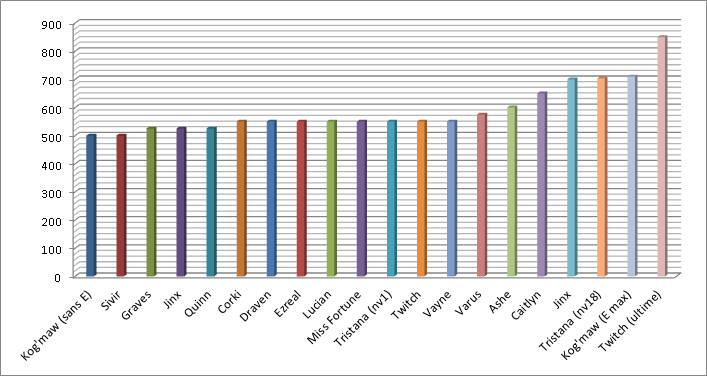 900
800
700
600
500
400
300
200
100
0
Kog'maw (sans E)
Sivir
Graves
Jinx
Quinn
Corki
Draven
Ezreal
Lucian
Miss Fortune
Tristana (nv1)
Twitch
Vayne
Varus
Ashe
Caitlyn
Jinx
Tristana (nv18)
Kog'maw (E max)
Twitch (ultime)